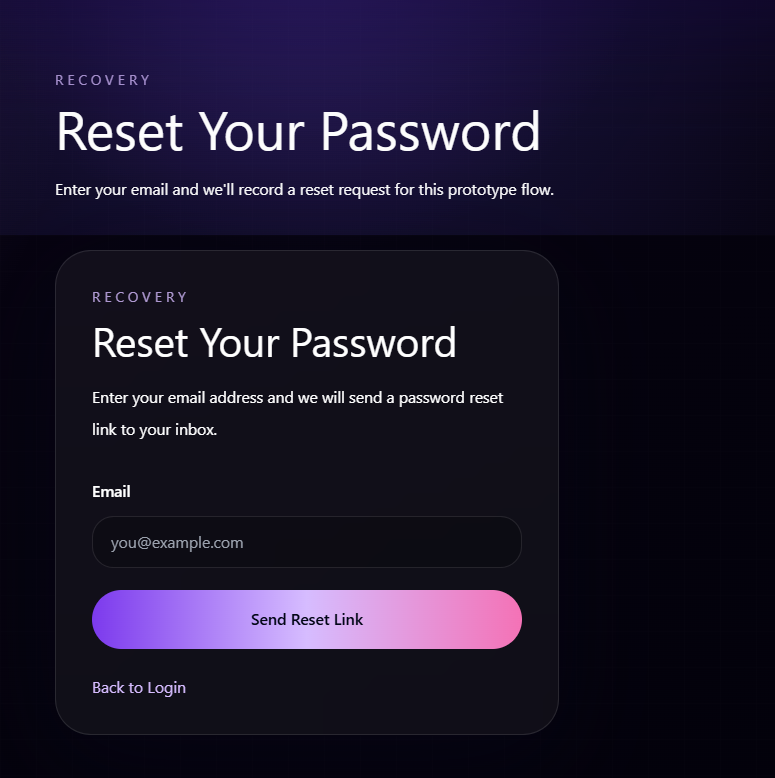 RECOVERY
Reset Your Password
Enter your email and we'll record a reset request for this prototype flow.
RECOVERY
Reset Your Password
Enter your email address and we will send a password reset
link to your inbox.
Email
you@example.com
Send Reset Link
Back to Login